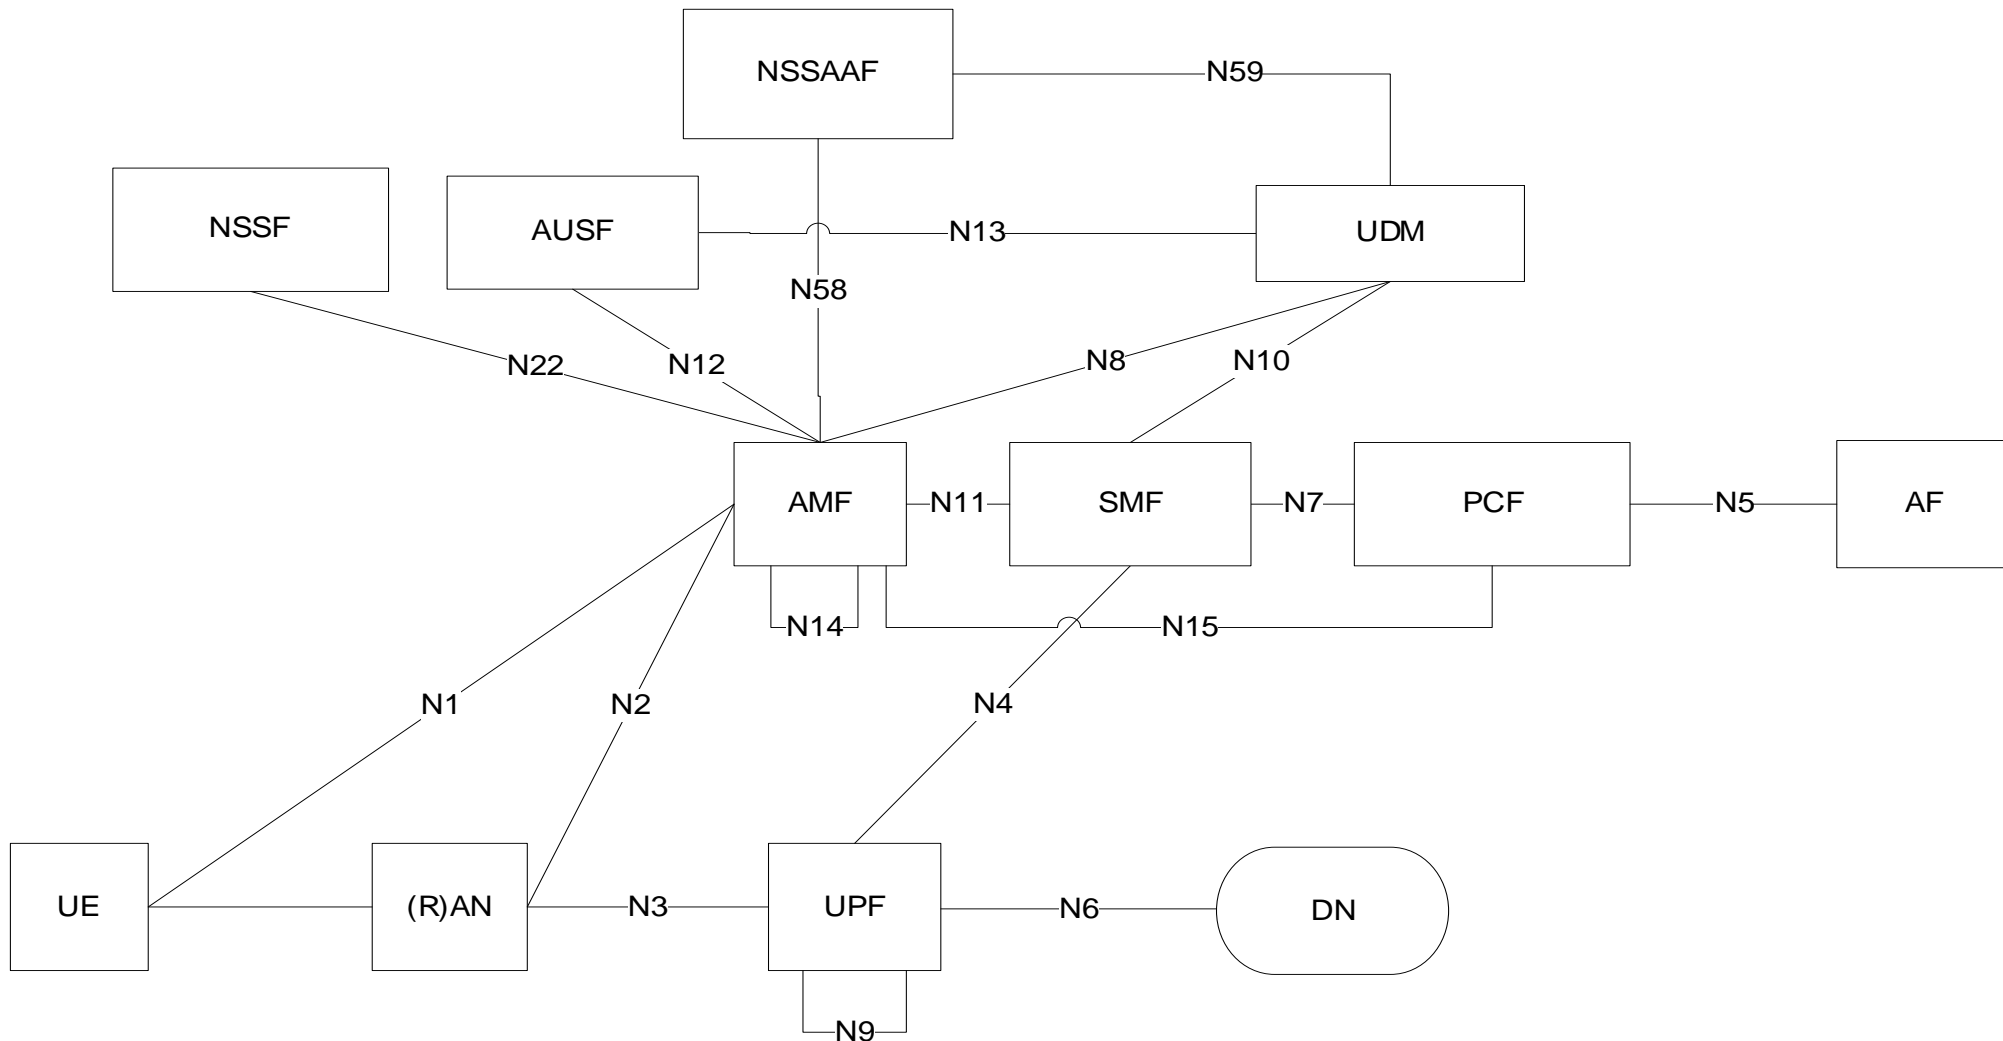 NSSAAF
N59
NSSF
AUSF
N13
UDM
N58
N22
N12
N8
N10
AMF
N11
SMF
N7
PCF
N5
AF
N14
N15
N1
N2
N4
UE
(R)AN
N3
UPF
N6
DN
N9